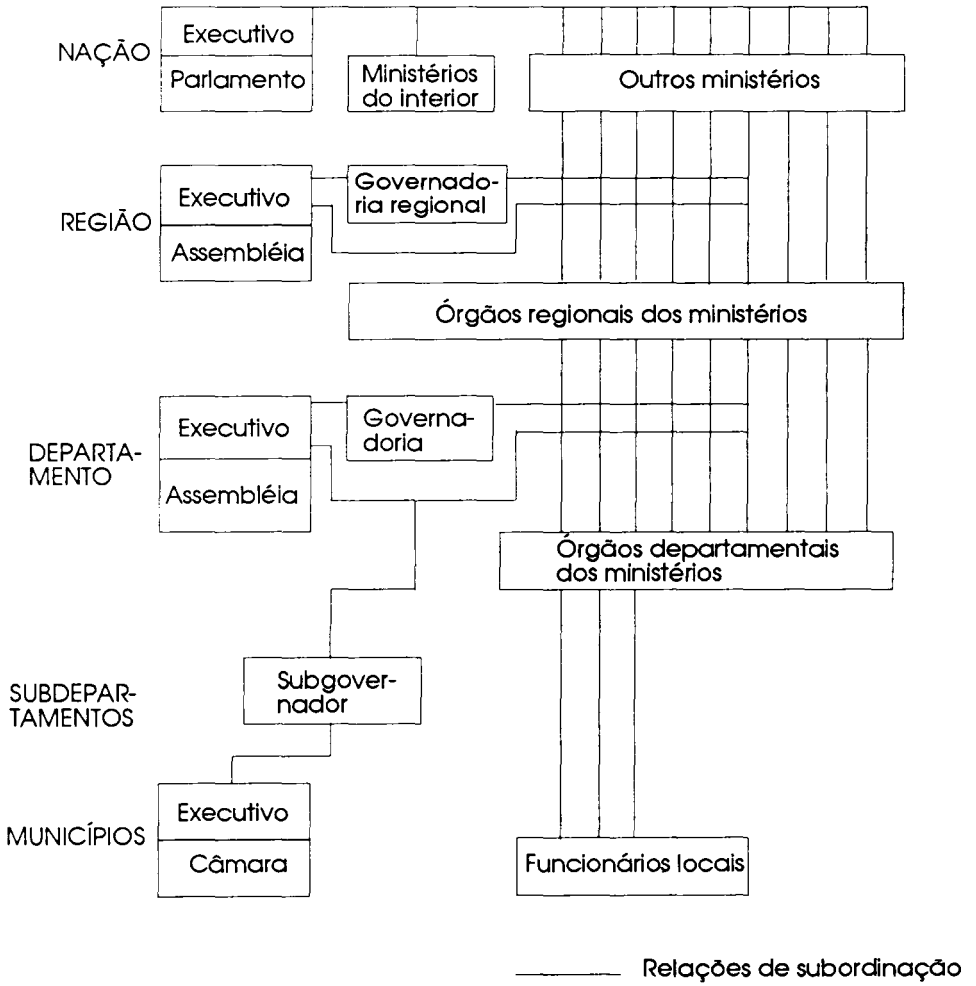 NAÇÃO
Executivo
Parlamento
Ministérios
do interior
Outros ministérios
REGIÃO
Executivo
Assembléia
Governado-
ria regional
Órgãos regionais dos ministérios
DEPARTA-
MENTO
Executivo
Assembléia
Governa-
doria
Órgãos departamentais
dos ministérios
SUBDEPAR-
TAMENTOS
Subgover-
nador
MUNICÍPIOS
Executivo
Câmara
Funcionários locais
Relações de subordinação